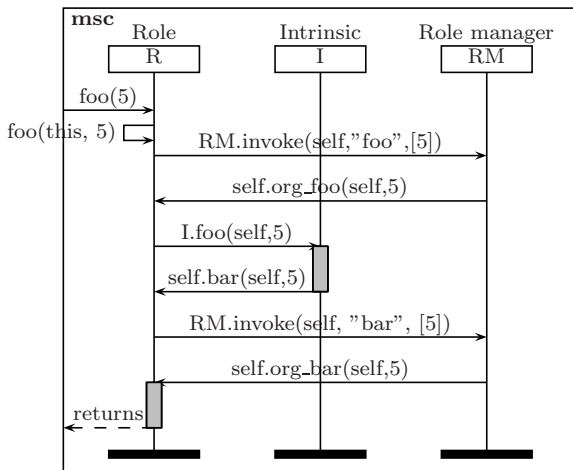 msc
Role Intrinsic Role manager
R I RM
foo(5)
foo(this, 5)
RM.invoke(self,"foo",[5])
self.org_foo(self,5)
I.foo(self,5)
self.bar(self,5)
RM.invoke(self, "bar", [5])
self.org_bar(self,5)
returns